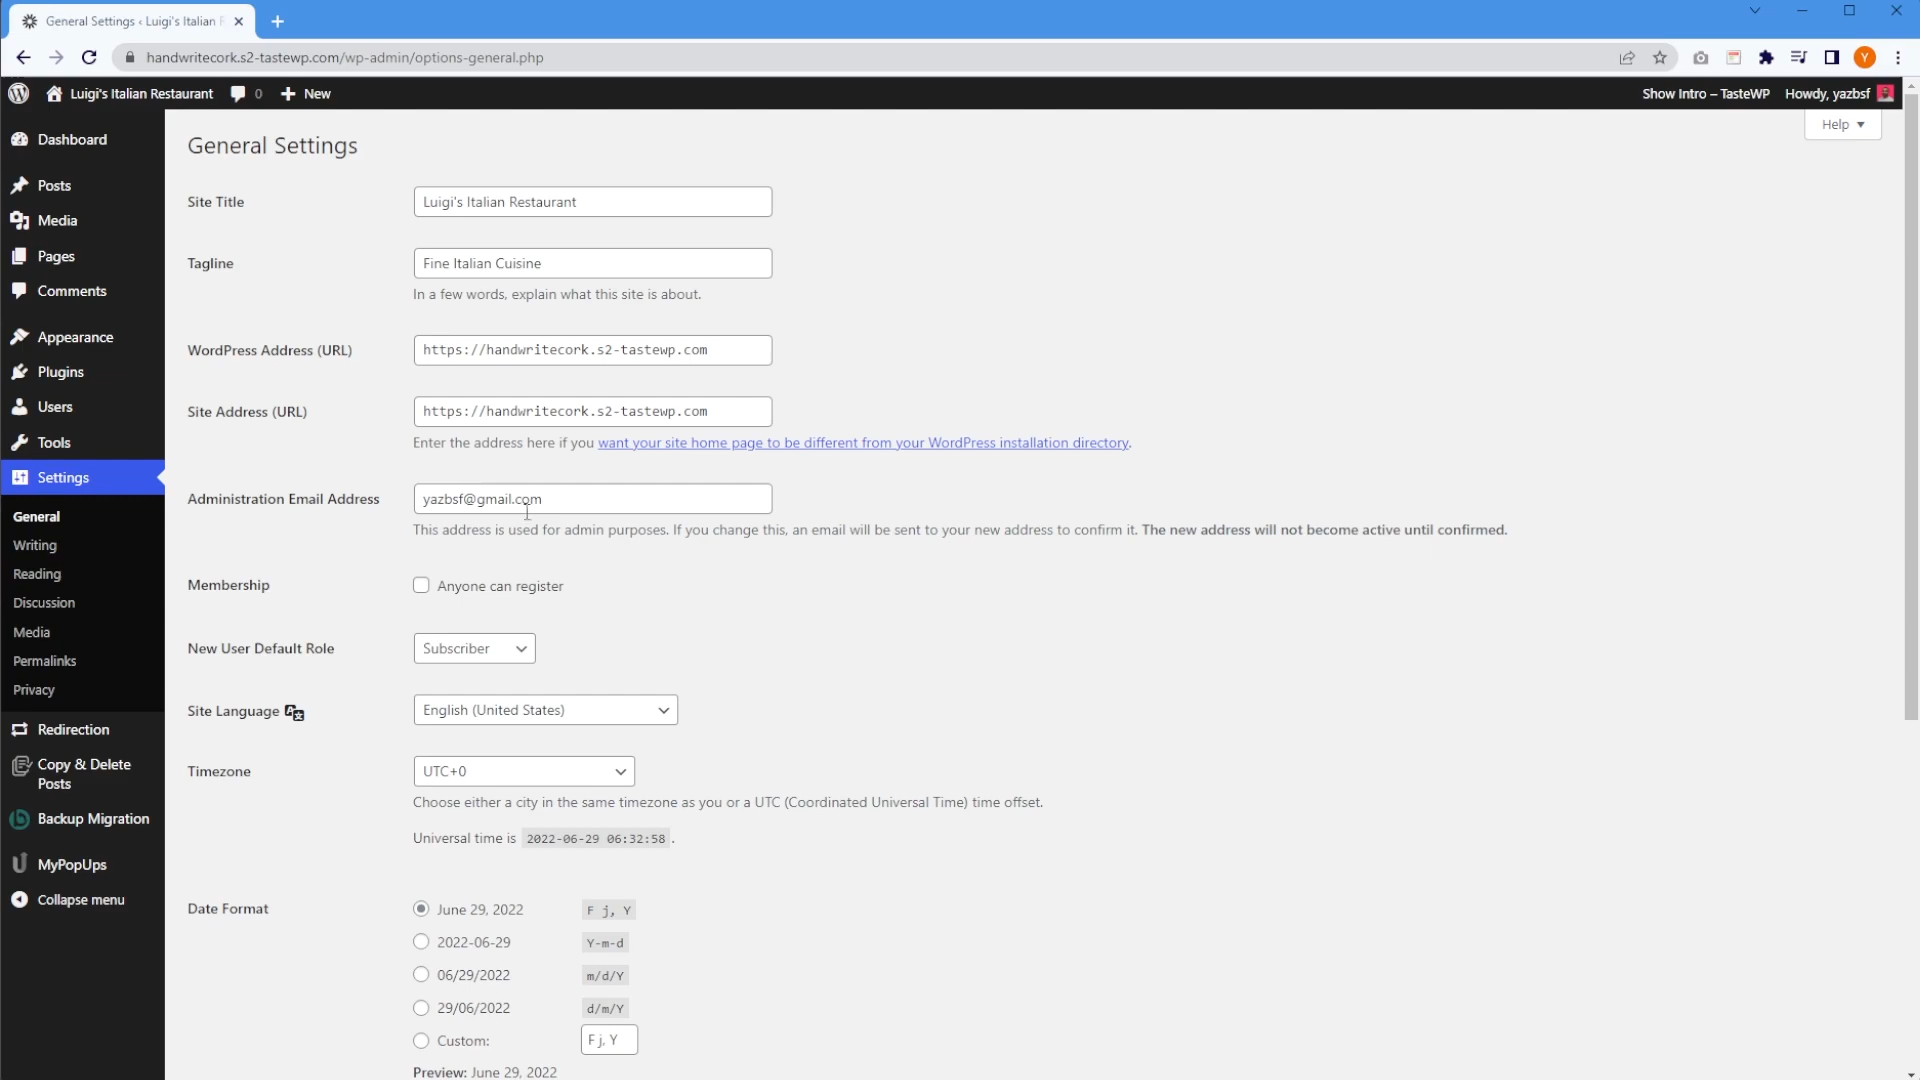 General Settings ‹ Luigi's Italian R
handwritecork.s2-tastewp.com/wp-admin/options-general.php
Y
Luigi's Italian Restaurant
0
New
Show Intro – TasteWP
Howdy, yazbsf
Help
Dashboard
Posts
Media
Pages
Comments
Appearance
Plugins
Users
Tools
Settings
General
Writing
Reading
Discussion
Media
Permalinks
Privacy
Redirection
Copy & Delete
Posts
Backup Migration
MyPopUps
Collapse menu
General Settings
Site Title
Luigi's Italian Restaurant
Tagline
Fine Italian Cuisine
In a few words, explain what this site is about.
WordPress Address (URL)
https://handwritecork.s2-tastewp.com
Site Address (URL)
https://handwritecork.s2-tastewp.com
Enter the address here if you want your site home page to be different from your WordPress installation directory.
Administration Email Address
yazbsf@gmail.com
This address is used for admin purposes. If you change this, an email will be sent to your new address to confirm it. The new address will not become active until confirmed.
Membership
Anyone can register
New User Default Role
Subscriber
Site Language
English (United States)
Timezone
UTC+0
Choose either a city in the same timezone as you or a UTC (Coordinated Universal Time) time offset.
Universal time is 2022-06-29 06:32:58 .
Date Format
June 29, 2022 F j, Y
2022-06-29 Y-m-d
06/29/2022 m/d/Y
29/06/2022 d/m/Y
Custom: F j, Y
Preview: June 29, 2022